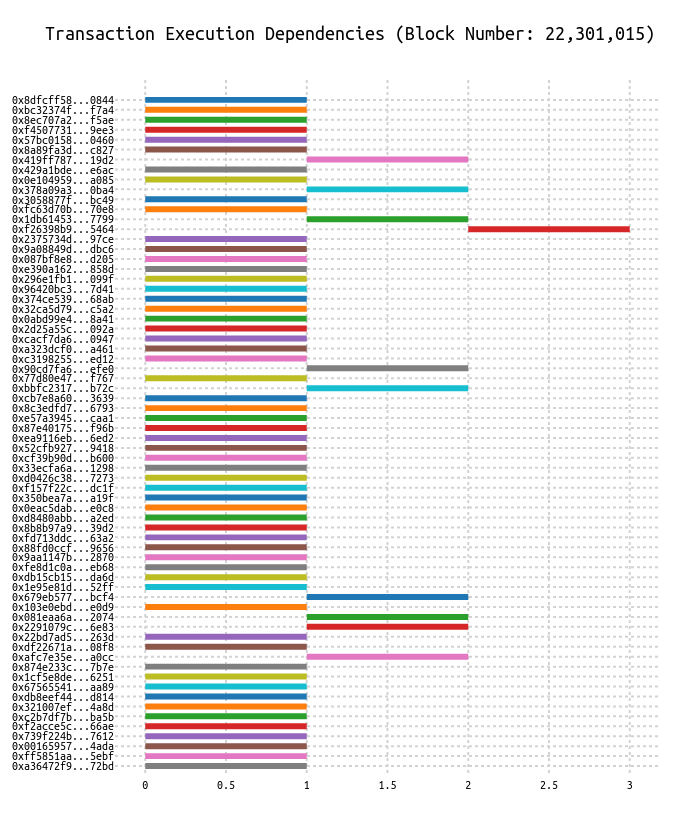 Transaction Execution Dependencies (Block Number: 22,301,015)
0x8dfcff58...0844
0xbc32374f...f7a4
0x8ec707a2...f5ae
0xf4507731...9ee3
0x57bc0158...0460
0x8a89fa3d...c827
0x419ff787...19d2
0x429a1bde...e6ac
0x0e104959...a085
0x378a09a3...0ba4
0x3058877f...bc49
0xfc63d70b...70e8
0x1db61453...7799
0xf26398b9...5464
0x2375734d...97ce
0x9a08849d...dbc6
0x087bf8e8...d205
0xe390a162...858d
0x296e1fb1...099f
0x96420bc3...7d41
0x374ce539...68ab
0x32ca5d79...c5a2
0x0abd99e4...8a41
0x2d25a55c...092a
0xcacf7da6...0947
0xa323dcf0...a461
0xc3198255...ed12
0x90cd7fa6...efe0
0x77d80e47...f767
0xbbfc2317...b72c
0xcb7e8a60...3639
0x8c3edfd7...6793
0xe57a3945...caa1
0x87e40175...f96b
0xea9116eb...6ed2
0x52cfb927...9418
0xcf39b90d...b600
0x33ecfa6a...1298
0xd0426c38...7273
0xf157f22c...dc1f
0x350bea7a...a19f
0x0eac5dab...e0c8
0xd8480abb...a2ed
0x8b8b97a9...39d2
0xfd713ddc...63a2
0x88fd0ccf...9656
0x9aa1147b...2870
0xfe8d1c0a...eb68
0xdb15cb15...da6d
0x1e95e81d...52ff
0x679eb577...bcf4
0x103e0ebd...e0d9
0x081eaa6a...2074
0x2291079c...6e83
0x22bd7ad5...263d
0xdf22671a...08f8
0xafc7e35e...a0cc
0x874e233c...7b7e
0x1cf5e8de...6251
0x67565541...aa89
0xdb8eef44...d814
0x321007ef...4a8d
0xc2b7df7b...ba5b
0xf2acce5c...66ae
0x739f224b...7612
0x00165957...4ada
0xff5851aa...5ebf
0xa36472f9...72bd
0 0.5 1 1.5 2 2.5 3